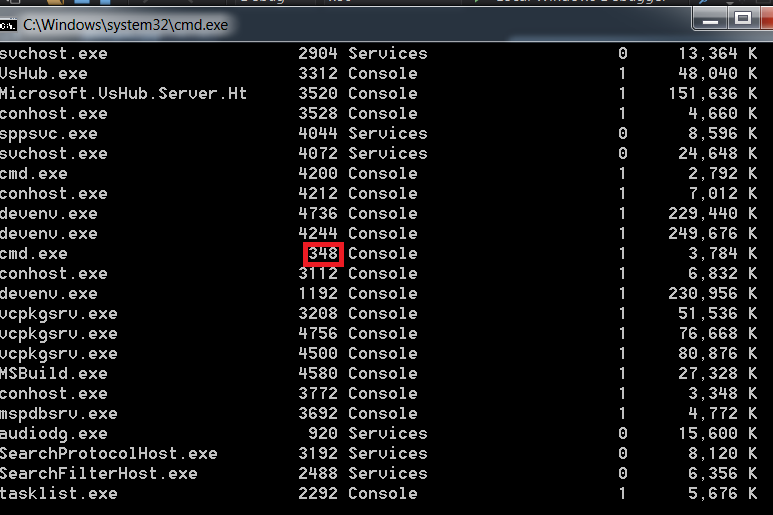 C:\Windows\system32\cmd.exe
svchost.exe 2904 Services 0 13,364 K
VsHub.exe 3312 Console 1 48,040 K
Microsoft.VsHub.Server.Ht 3520 Console 1 151,636 K
conhost.exe 3528 Console 1 4,660 K
sppsvc.exe 4044 Services 0 8,596 K
svchost.exe 4072 Services 0 24,648 K
cmd.exe 4200 Console 1 2,792 K
conhost.exe 4212 Console 1 7,012 K
devenv.exe 4736 Console 1 229,440 K
devenv.exe 4244 Console 1 249,676 K
cmd.exe 348 Console 1 3,784 K
conhost.exe 3112 Console 1 6,832 K
devenv.exe 1192 Console 1 230,956 K
vcpkgsrv.exe 3208 Console 1 51,536 K
vcpkgsrv.exe 4756 Console 1 76,668 K
vcpkgsrv.exe 4500 Console 1 80,876 K
MSBuild.exe 4580 Console 1 27,328 K
conhost.exe 3772 Console 1 3,348 K
mspdbsrv.exe 3692 Console 1 4,772 K
audiodg.exe 920 Services 0 15,600 K
SearchProtocolHost.exe 3192 Services 0 8,120 K
SearchFilterHost.exe 2488 Services 0 6,356 K
tasklist.exe 2292 Console 1 5,676 K